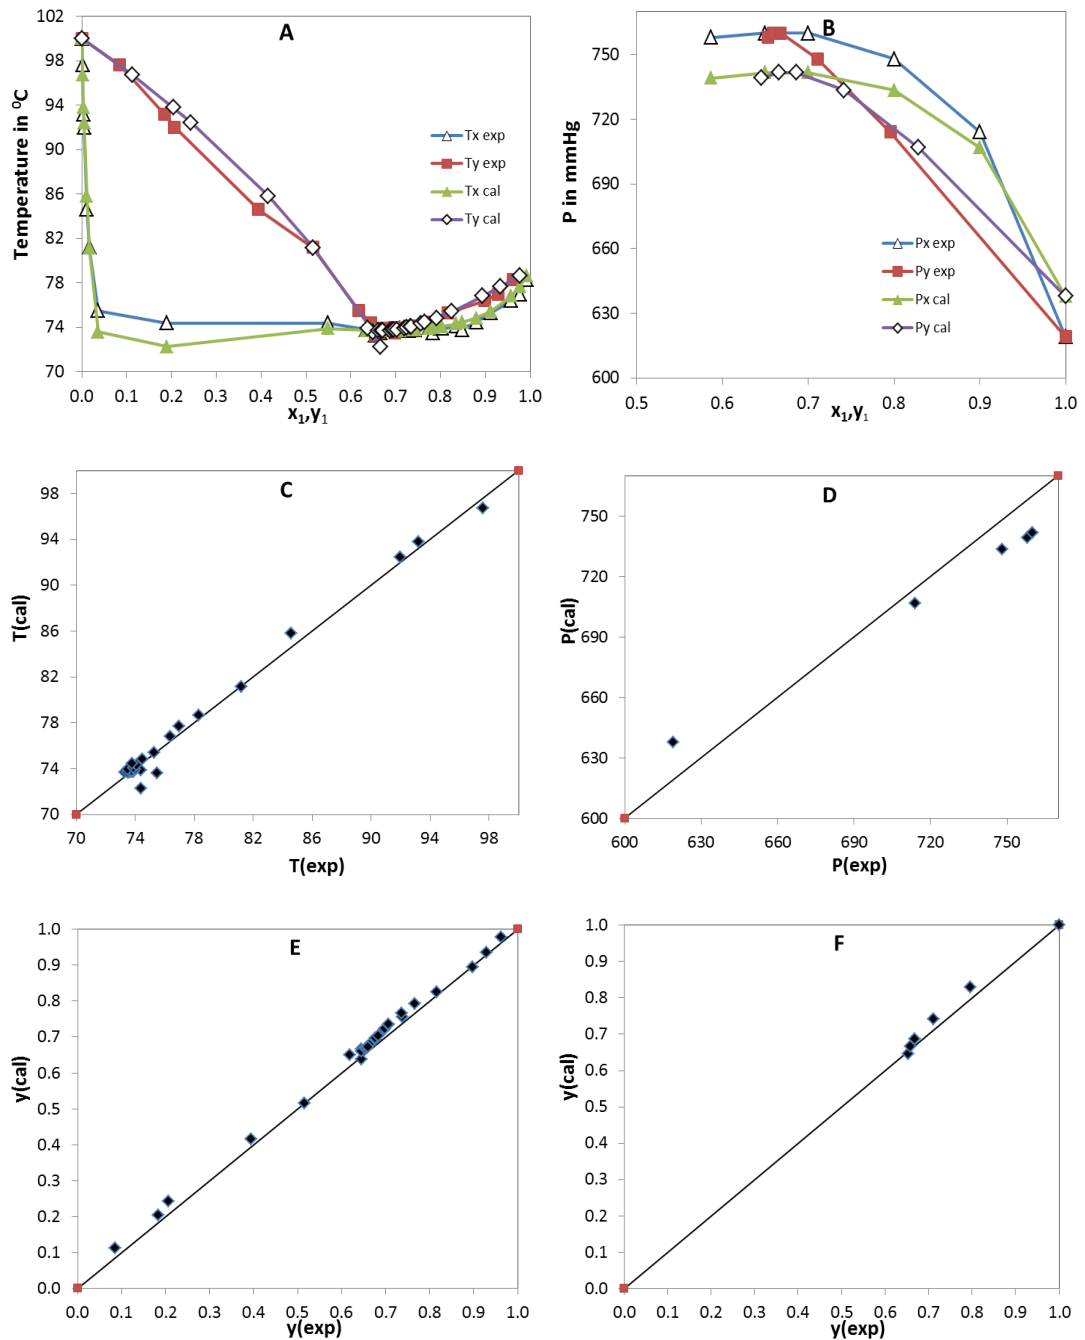 A
Temperature in ⁰C
102
98
94
90
86
82
78
74
70
0.0 0.1 0.2 0.3 0.4 0.5 0.6 0.7 0.8 0.9 1.0
x₁,y₁
Tx exp
Ty exp
Tx cal
Ty cal
B
P in mmHg
750
720
690
660
630
600
0.5 0.6 0.7 0.8 0.9 1.0
x₁,y₁
Px exp
Py exp
Px cal
Py cal
C
T(cal)
98
94
90
86
82
78
74
70
70 74 78 82 86 90 94 98
T(exp)
D
P(cal)
750
720
690
660
630
600
600 630 660 690 720 750
P(exp)
E
y(cal)
1.0
0.9
0.8
0.7
0.6
0.5
0.4
0.3
0.2
0.1
0.0
0.0 0.1 0.2 0.3 0.4 0.5 0.6 0.7 0.8 0.9 1.0
y(exp)
F
y(cal)
1.0
0.9
0.8
0.7
0.6
0.5
0.4
0.3
0.2
0.1
0.0
0.0 0.1 0.2 0.3 0.4 0.5 0.6 0.7 0.8 0.9 1.0
y(exp)